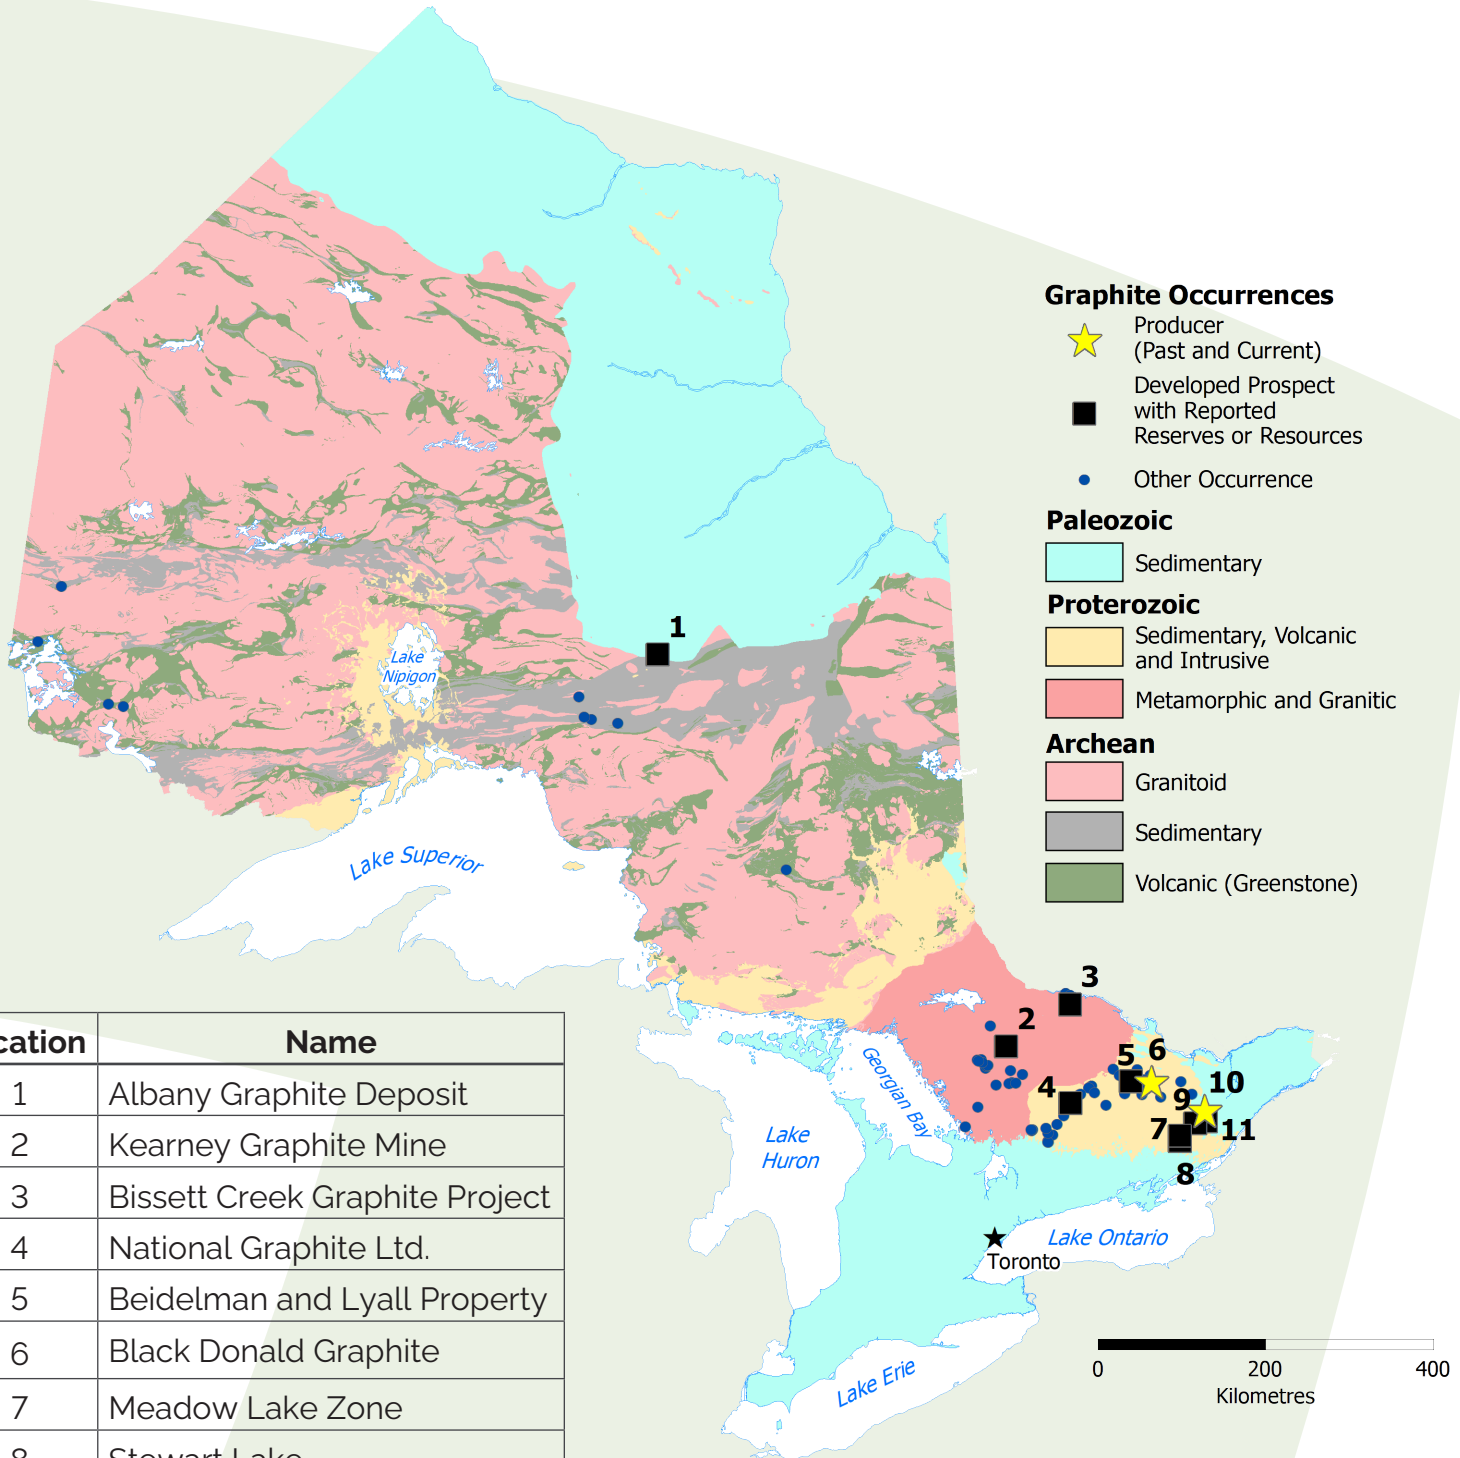 Graphite Occurrences
Producer
(Past and Current)
Developed Prospect
with Reported
Reserves or Resources
Other Occurrence
Paleozoic
Sedimentary
Proterozoic
Sedimentary, Volcanic
and Intrusive
Metamorphic and Granitic
Archean
Granitoid
Sedimentary
Volcanic (Greenstone)
1
Lake
Nipigon
Lake Superior
3
2
5
6
4
10
9
7
11
8
Georgian Bay
Lake
Huron
Lake Ontario
Toronto
Lake Erie
0 200 400
Kilometres
cation Name
1 Albany Graphite Deposit
2 Kearney Graphite Mine
3 Bissett Creek Graphite Project
4 National Graphite Ltd.
5 Beidelman and Lyall Property
6 Black Donald Graphite
7 Meadow Lake Zone
8 Stewart Lake